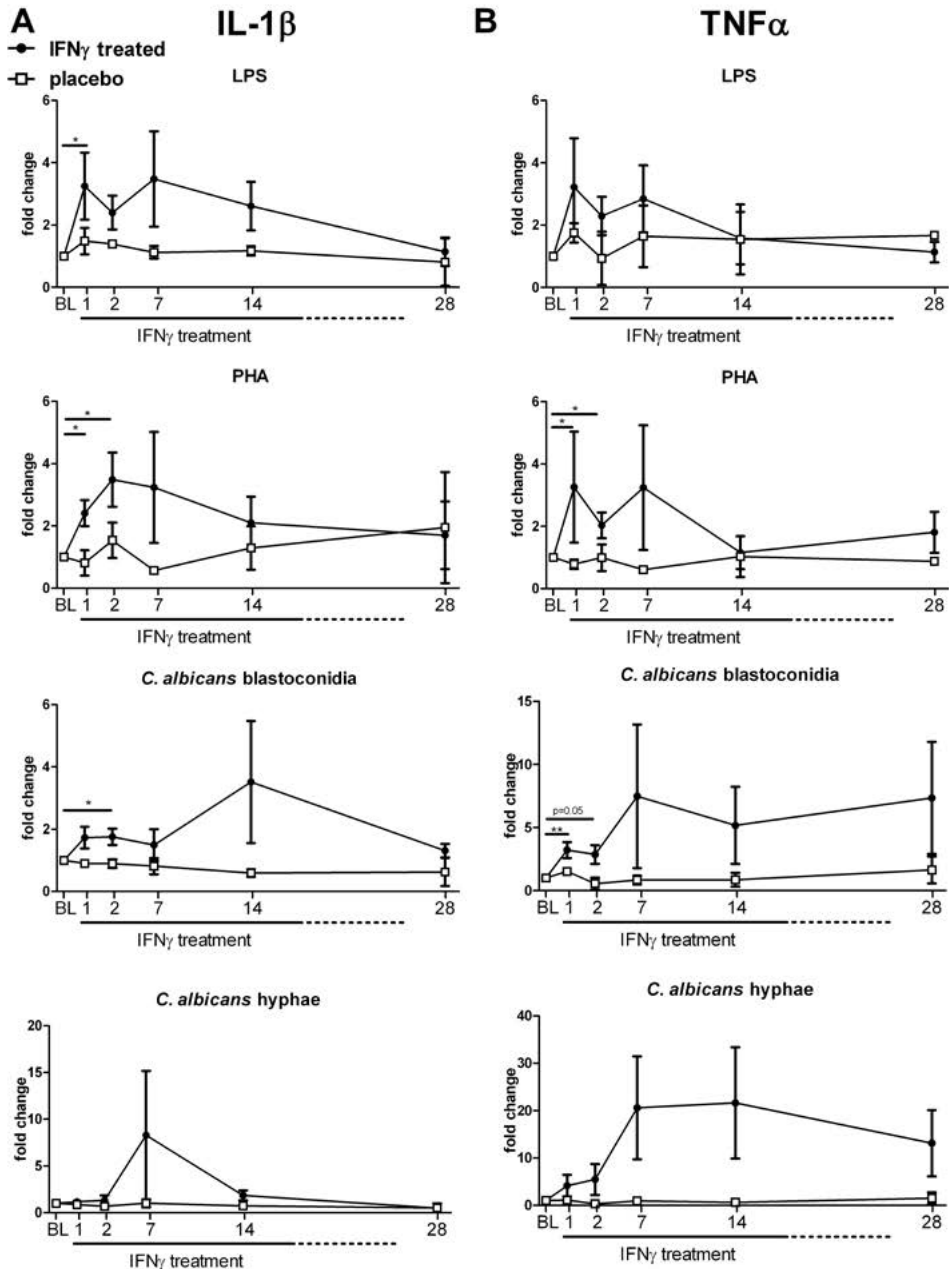 A IL-1β
IFNγ treated
placebo
LPS
fold change
6
4
2
0
*
BL 1 2 7 14 28
IFNγ treatment
PHA
fold change
6
4
2
0
*
*
BL 1 2 7 14 28
IFNγ treatment
C. albicans blastoconidia
fold change
6
4
2
0
*
BL 1 2 7 14 28
IFNγ treatment
C. albicans hyphae
fold change
20
15
10
5
0
BL 1 2 7 14 28
IFNγ treatment
B TNFα
LPS
fold change
6
4
2
0
BL 1 2 7 14 28
IFNγ treatment
PHA
fold change
6
4
2
0
*
*
BL 1 2 7 14 28
IFNγ treatment
C. albicans blastoconidia
fold change
15
10
5
0
p=0.05
**
BL 1 2 7 14 28
IFNγ treatment
C. albicans hyphae
fold change
40
30
20
10
0
BL 1 2 7 14 28
IFNγ treatment